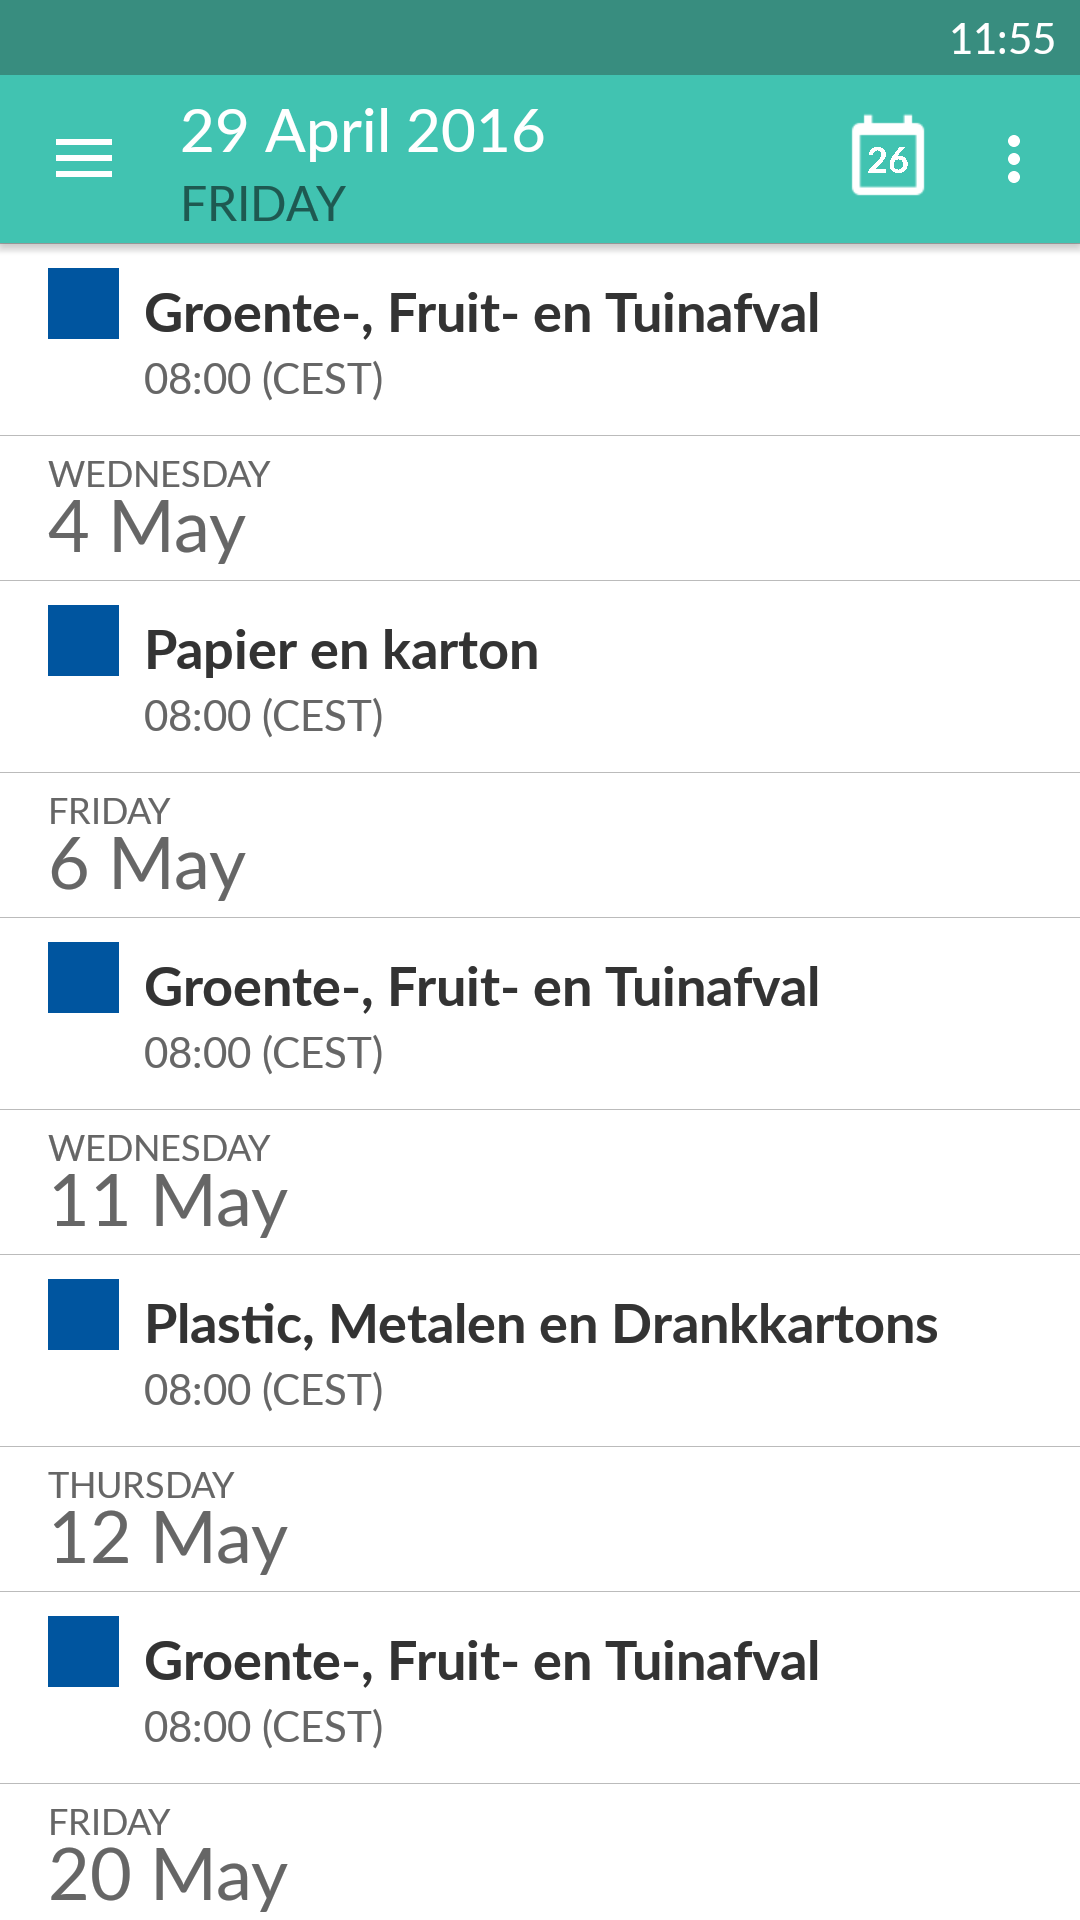 11:55
29 April 2016
26
FRIDAY
Groente-, Fruit- en Tuinafval
08:00 (CEST)
WEDNESDAY
4 May
Papier en karton
08:00 (CEST)
FRIDAY
6 May
Groente-, Fruit- en Tuinafval
08:00 (CEST)
WEDNESDAY
11 May
Plastic, Metalen en Drankkartons
08:00 (CEST)
THURSDAY
12 May
Groente-, Fruit- en Tuinafval
08:00 (CEST)
FRIDAY
20 May